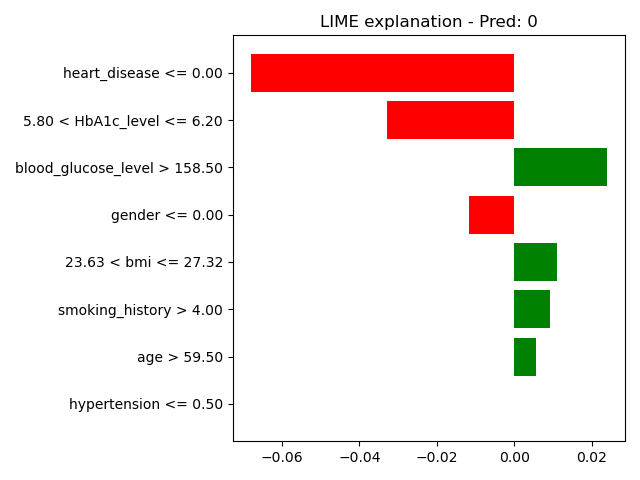 LIME explanation - Pred: 0
heart_disease <= 0.00
5.80 < HbA1c_level <= 6.20
blood_glucose_level > 158.50
gender <= 0.00
23.63 < bmi <= 27.32
smoking_history > 4.00
age > 59.50
hypertension <= 0.50
−0.06 −0.04 −0.02 0.00 0.02